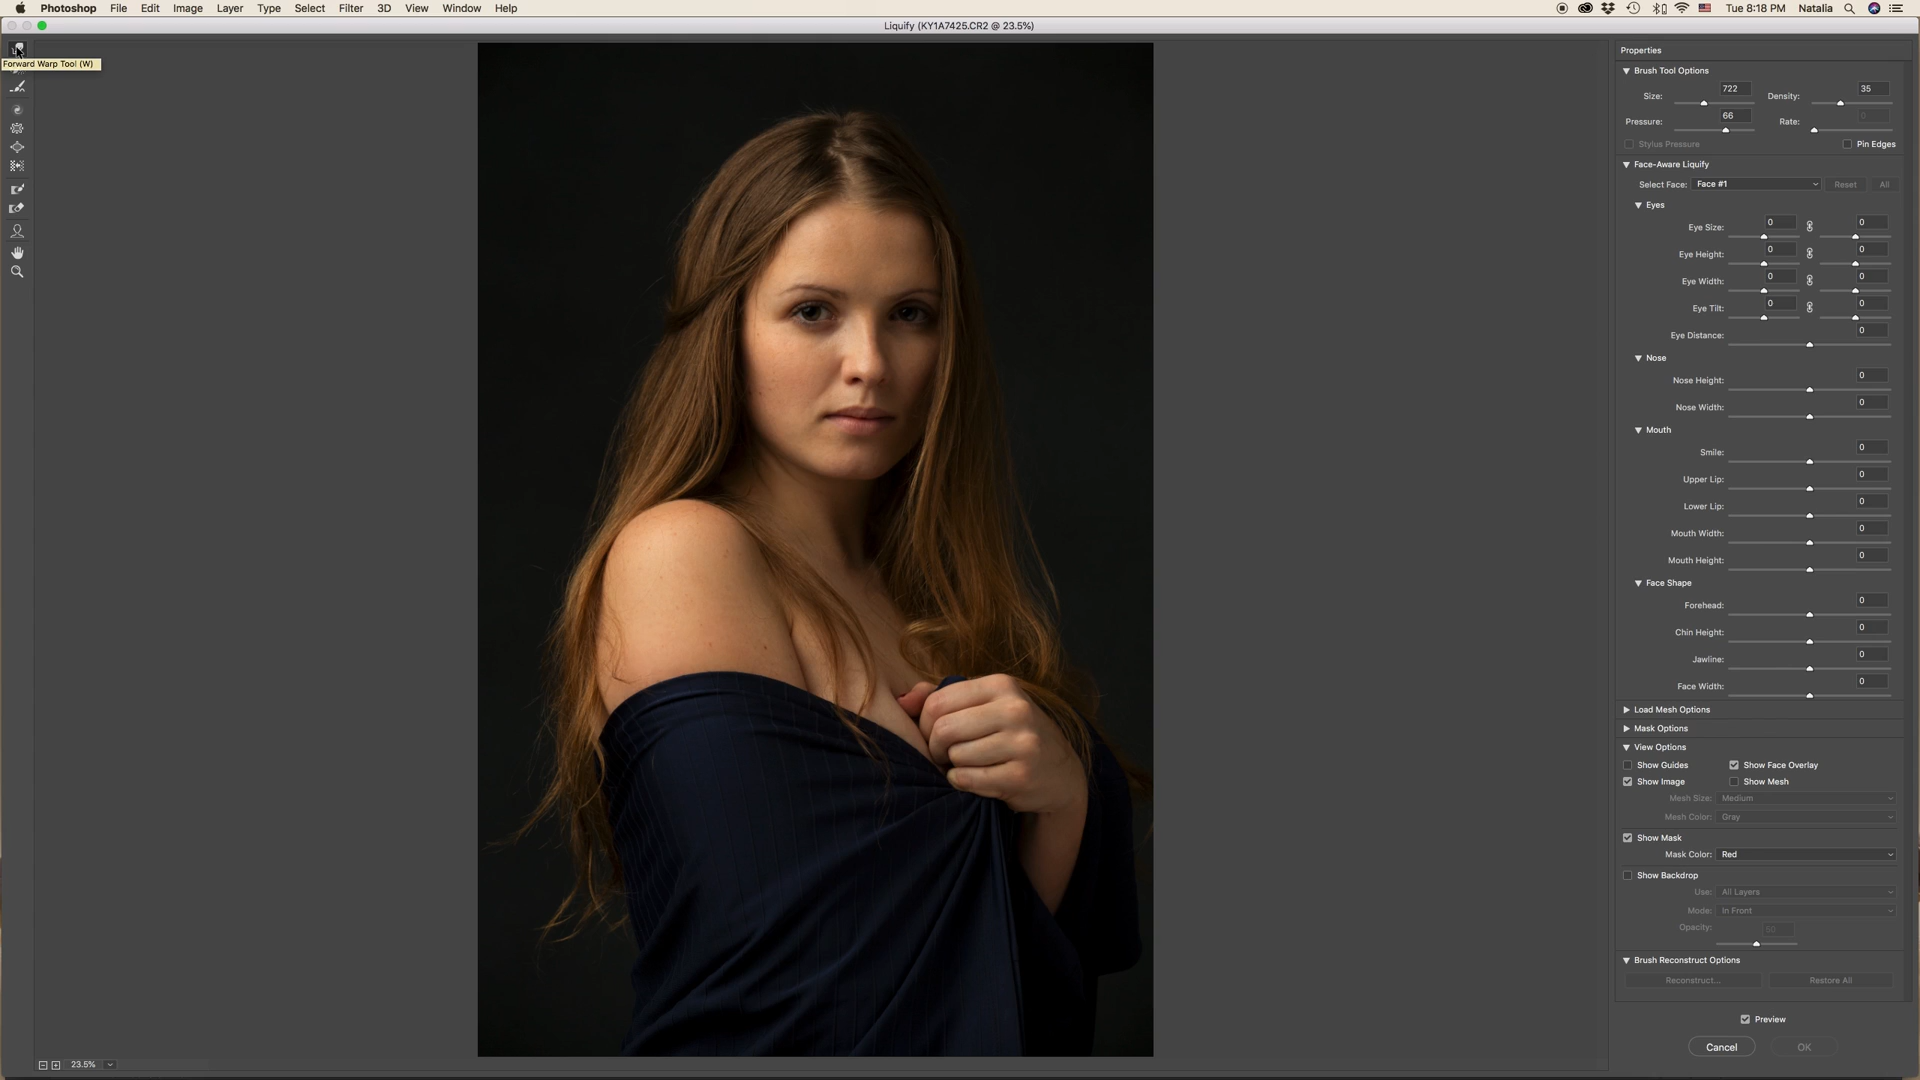 Photoshop File Edit Image Layer Type Select Filter 3D View Window Help Tue 8:18 PM Natalia
Liquify (KY1A7425.CR2 @ 23.5%)
Forward Warp Tool (W)
Properties
Brush Tool Options
Size: 722 Density: 35
Pressure: 66 Rate: 0
Stylus Pressure Pin Edges
Face-Aware Liquify
Select Face: Face #1 Reset All
Eyes
Eye Size: 0 0
Eye Height: 0 0
Eye Width: 0 0
Eye Tilt: 0 0
Eye Distance: 0
Nose
Nose Height: 0
Nose Width: 0
Mouth
Smile: 0
Upper Lip: 0
Lower Lip: 0
Mouth Width: 0
Mouth Height: 0
Face Shape
Forehead: 0
Chin Height: 0
Jawline: 0
Face Width: 0
Load Mesh Options
Mask Options
View Options
Show Guides Show Face Overlay
Show Image Show Mesh
Mesh Size: Medium
Mesh Color: Gray
Show Mask
Mask Color: Red
Show Backdrop
Use: All Layers
Mode: In Front
Opacity: 50
Brush Reconstruct Options
Reconstruct... Restore All
Preview
Cancel OK
23.5%